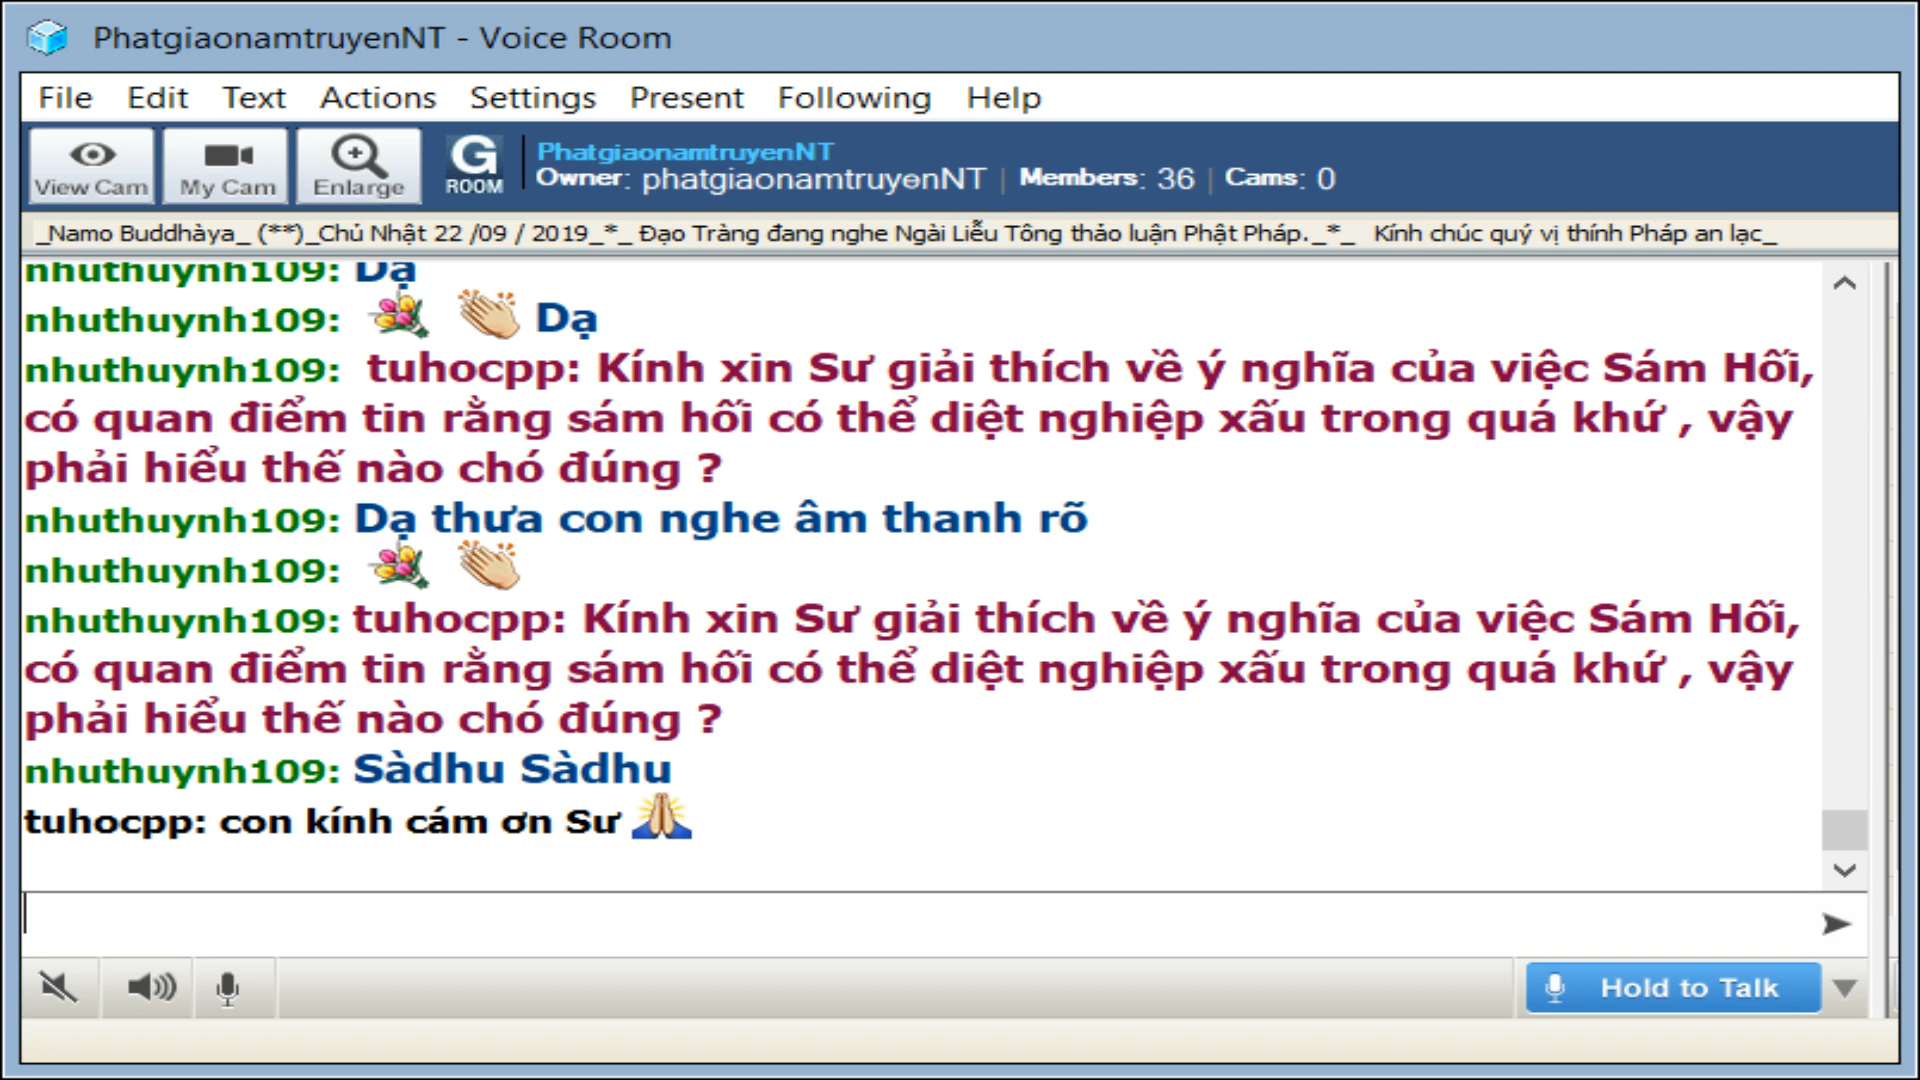 PhatgiaonamtruyenNT - Voice Room
File Edit Text Actions Settings Present Following Help
View Cam My Cam Enlarge G ROOM PhatgiaonamtruyenNT
Owner: phatgiaonamtruyenNT | Members: 36 | Cams: 0
_Namo Buddhàya_ (**)_Chủ Nhật 22 /09 / 2019_*_ Đạo Tràng đang nghe Ngài Liễu Tông thảo luận Phật Pháp._*_ Kính chúc quý vị thính Pháp an lạc_
nhuthuynh109: Dạ
nhuthuynh109: Dạ
nhuthuynh109: tuhocpp: Kính xin Sư giải thích về ý nghĩa của việc Sám Hối,
có quan điểm tin rằng sám hối có thể diệt nghiệp xấu trong quá khứ , vậy
phải hiểu thế nào chó đúng ?
nhuthuynh109: Dạ thưa con nghe âm thanh rõ
nhuthuynh109:
nhuthuynh109: tuhocpp: Kính xin Sư giải thích về ý nghĩa của việc Sám Hối,
có quan điểm tin rằng sám hối có thể diệt nghiệp xấu trong quá khứ , vậy
phải hiểu thế nào chó đúng ?
nhuthuynh109: Sàdhu Sàdhu
tuhocpp: con kính cám ơn Sư
Hold to Talk